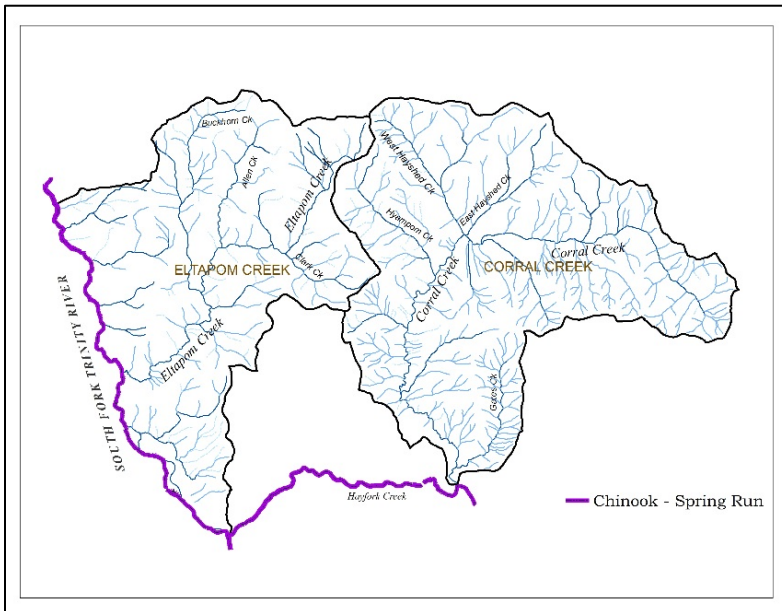 Buckhorn Ck
Allen Ck
Eltapom Creek
West Hayshed Ck
East Hayshed Ck
Hyampom Ck
Clark Ck
ELTAPOM CREEK
Corral Creek
CORRAL CREEK
Corral Creek
Eltapom Creek
Gates Ck
SOUTH FORK TRINITY RIVER
Hayfork Creek
Chinook - Spring Run